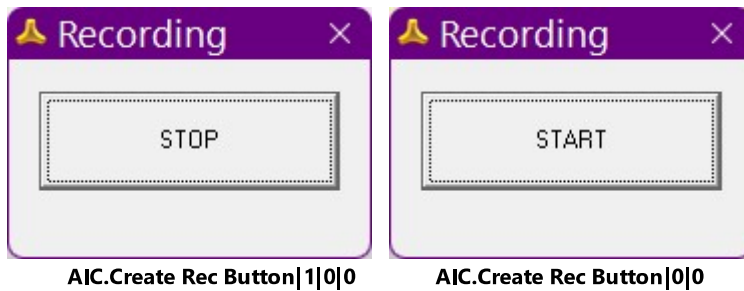 Recording
STOP
AIC.Create Rec Button|1|0|0
Recording
START
AIC.Create Rec Button|0|0